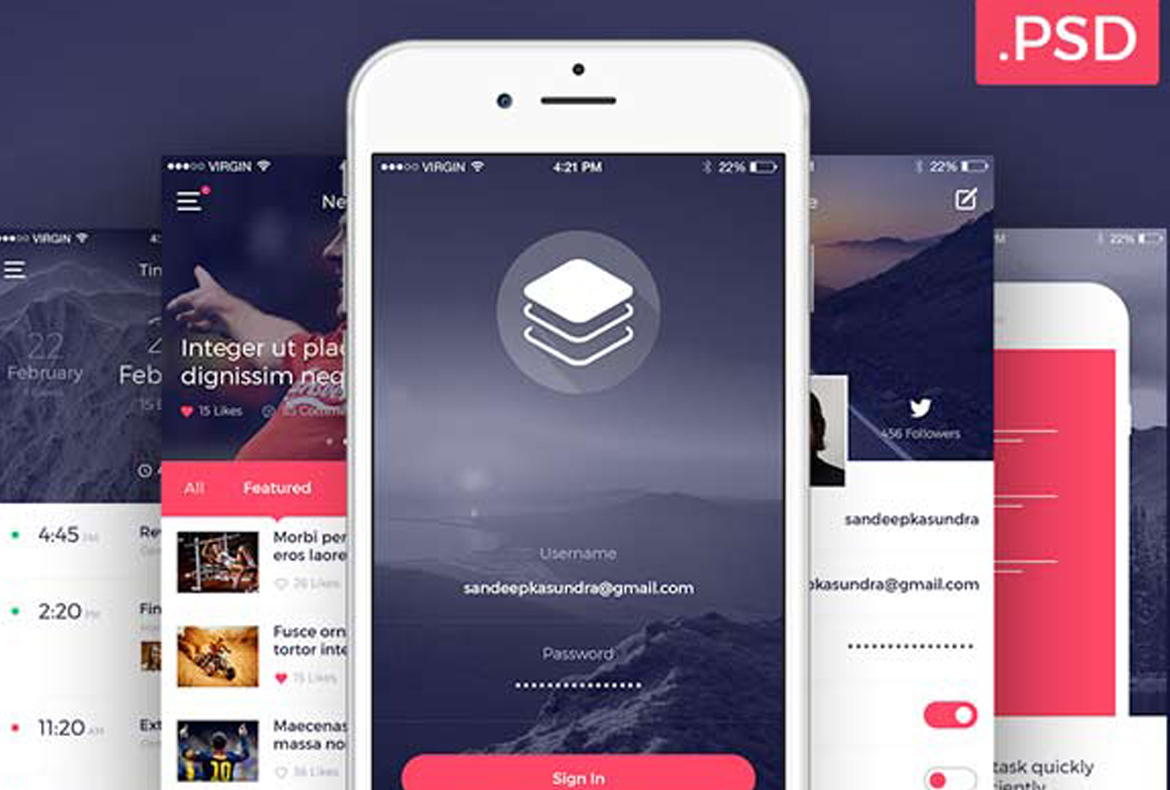 .PSD
VIRGIN
4:21 PM
22%
Username
sandeepkasundra@gmail.com
Password
Sign In
VIRGIN
Ne
Integer ut plac
dignissim neq
15 Likes
All
Featured
Morbi per
eros laore
26 Likes
Fusce orn
tortor inte
15 Likes
Maecenas
massa no
36 Likes
VIRGIN
4:
Tin
22
February
Feb
4:45 PM
Re
2:20 PM
Fin
11:20 AM
Ext
22%
456 Followers
sandeepkasundra
kasundra@gmail.com
22%
task quickly